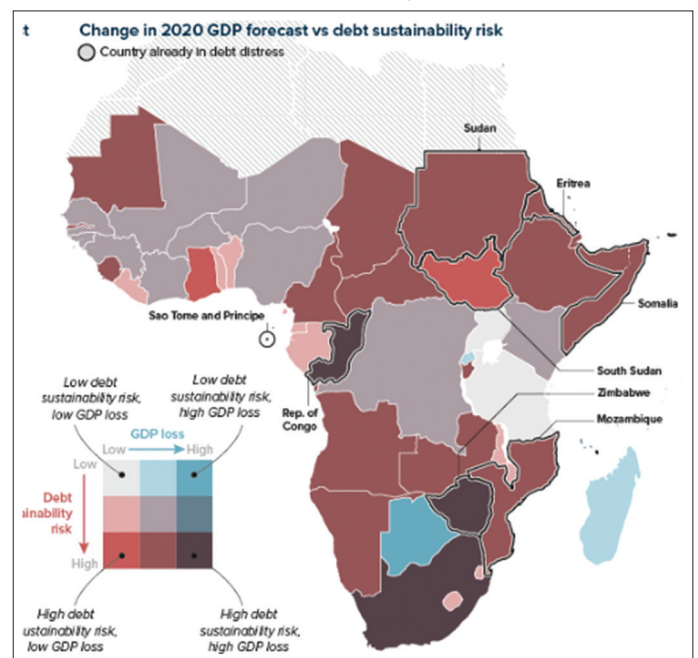 t
Change in 2020 GDP forecast vs debt sustainability risk
Country already in debt distress
Sudan
Eritrea
Somalia
Sao Tome and Principe
South Sudan
Zimbabwe
Mozambique
Rep. of
Congo
Low debt
sustainability risk,
low GDP loss
Low debt
sustainability risk,
high GDP loss
GDP loss
Low
High
Low
Debt
ainability
risk
High
High debt
ustainability risk,
low GDP loss
High debt
sustainability risk,
high GDP loss